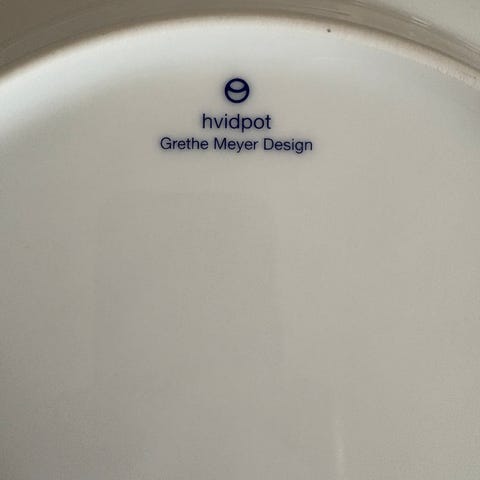 hvidpot
Grethe Meyer Design